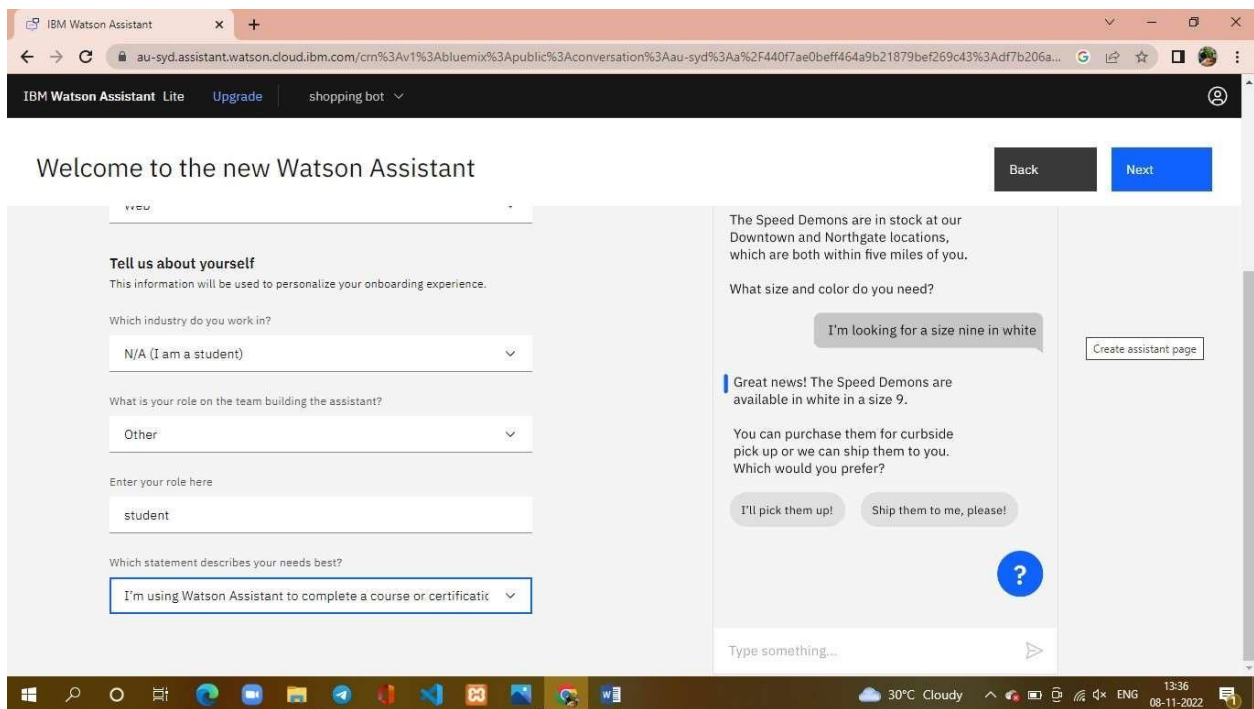 IBM Watson Assistant
au-syd.assistant.watson.cloud.ibm.com/crn%3Av1%3Abluemix%3Apublic%3Aconversation%3Aau-syd%3Aa%2F440f7ae0beff464a9b21879bef269c43%3Adf7b206a...
IBM Watson Assistant Lite Upgrade shopping bot
Welcome to the new Watson Assistant
Back Next
Web
Tell us about yourself
This information will be used to personalize your onboarding experience.
Which industry do you work in?
N/A (I am a student)
What is your role on the team building the assistant?
Other
Enter your role here
student
Which statement describes your needs best?
I'm using Watson Assistant to complete a course or certificatic
The Speed Demons are in stock at our
Downtown and Northgate locations,
which are both within five miles of you.
What size and color do you need?
I'm looking for a size nine in white
Great news! The Speed Demons are
available in white in a size 9.
You can purchase them for curbside
pick up or we can ship them to you.
Which would you prefer?
I'll pick them up! Ship them to me, please!
?
Type something...
Create assistant page
30°C Cloudy ENG 13:36
08-11-2022